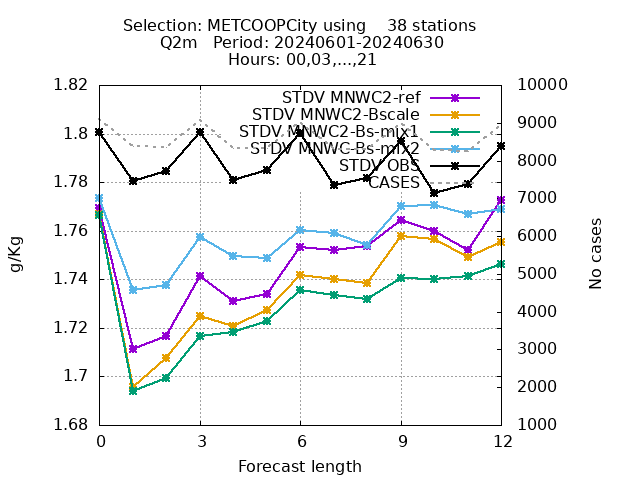 Selection: METCOOPCity using    38 stations
Q2m   Period: 20240601-20240630
Hours: 00,03,...,21
1.82
1.8
1.78
1.76
1.74
1.72
1.7
1.68
g/Kg
STDV MNWC2-ref
STDV MNWC2-Bscale
STDV MNWC2-Bs-mix1
STDV MNWC-Bs-mix2
STDV OBS
CASES
10000
9000
8000
7000
6000
5000
4000
3000
2000
1000
No cases
0 3 6 9 12
Forecast length